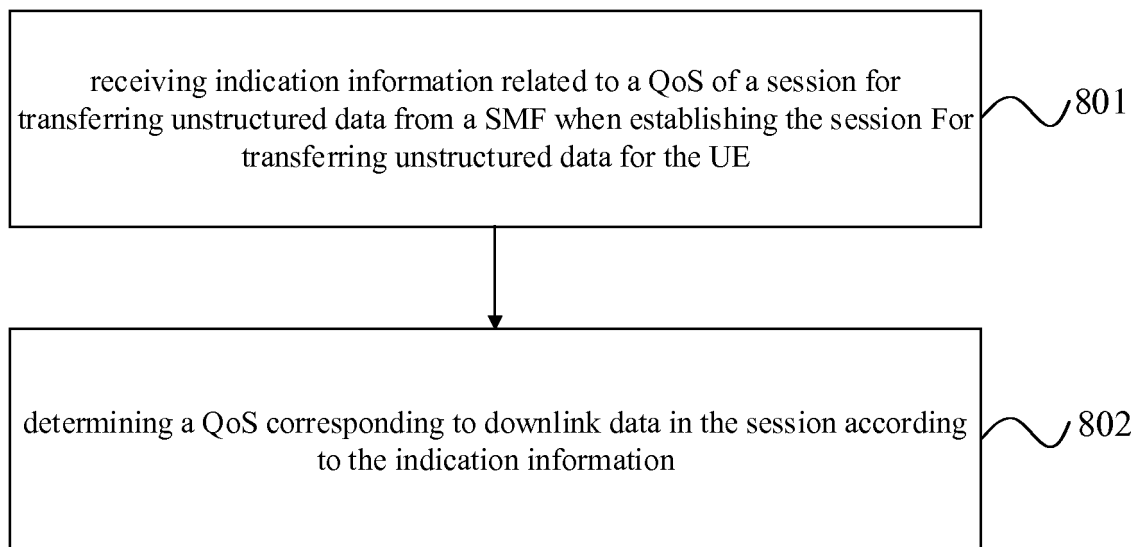 receiving indication information related to a QoS of a session for
transferring unstructured data from a SMF when establishing the session For
transferring unstructured data for the UE
801
determining a QoS corresponding to downlink data in the session according
to the indication information
802